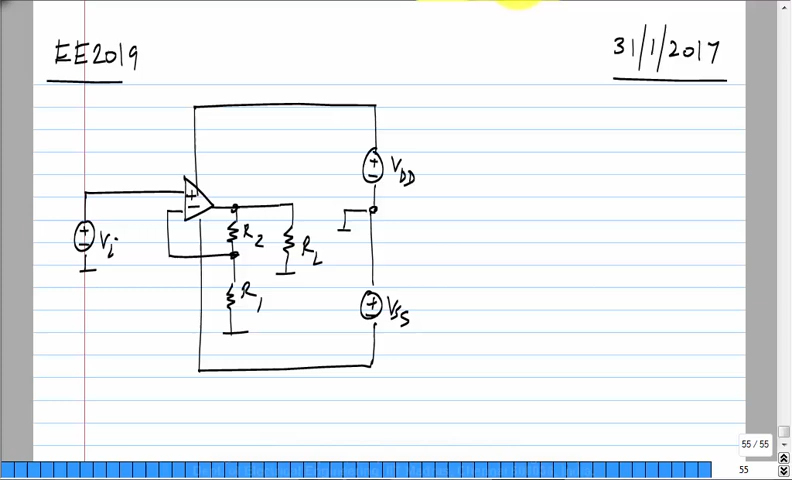 EE2019
31/1/2017
VDD
+
−
+
−
+
−
Vi
R2
RL
R1
+
−
VSS
55 / 55
55